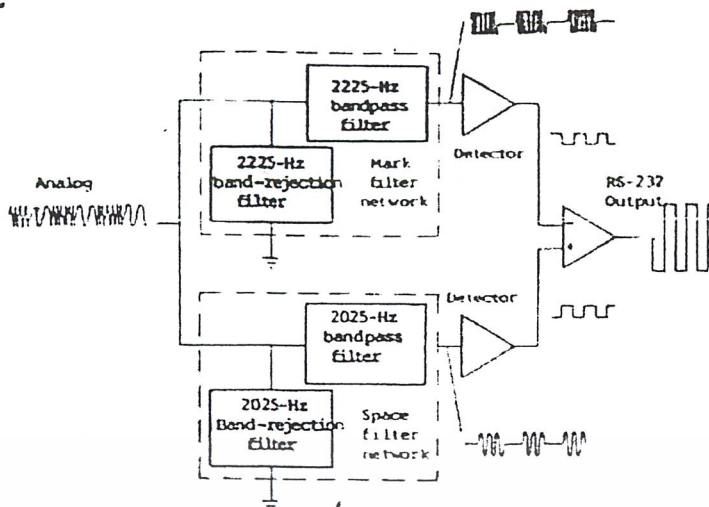 2225-Hz
bandpass
filter
Detector
2225-Hz
band-rejection
filter
Mark
filter
network
Analog
RS-232
Output
-
+
Detector
2025-Hz
bandpass
filter
2025-Hz
Band-rejection
filter
Space
filter
network